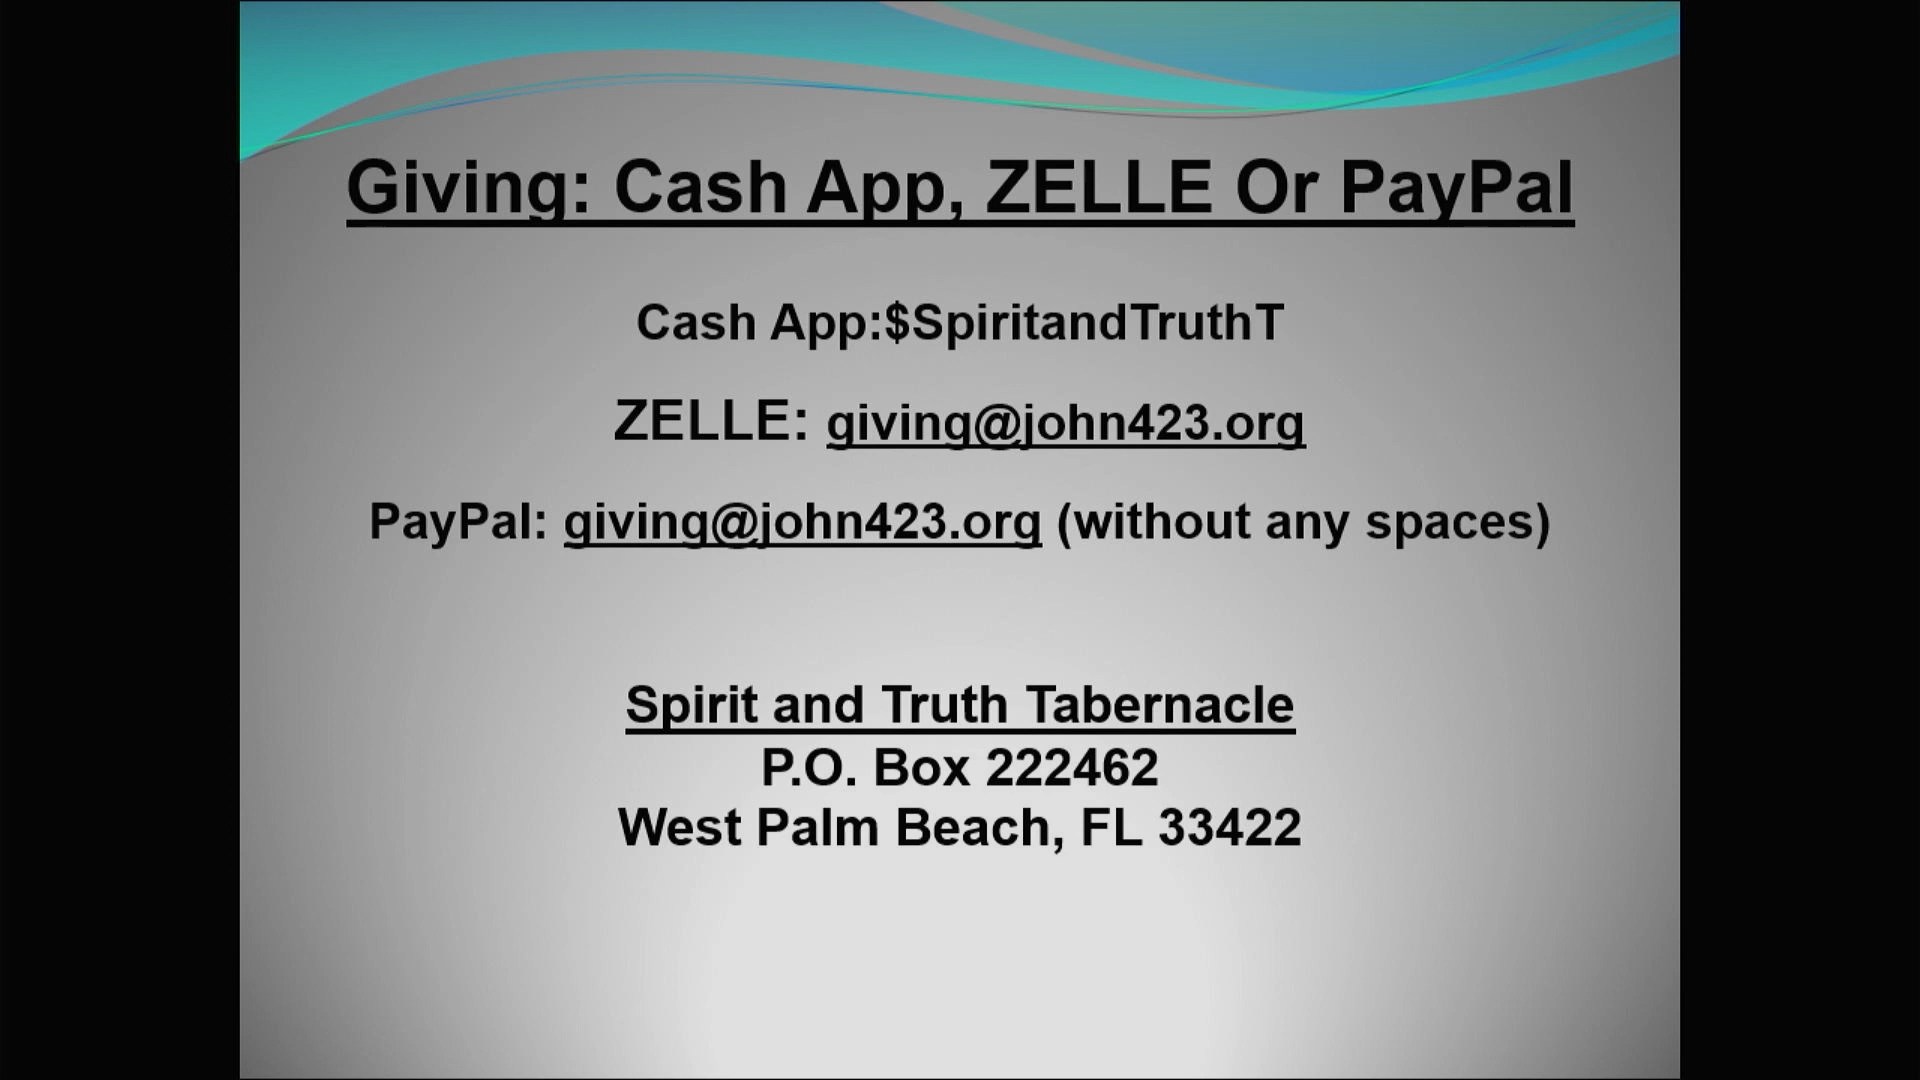 Giving: Cash App, ZELLE Or PayPal
Cash App:$SpiritandTruthT
ZELLE: giving@john423.org
PayPal: giving@john423.org (without any spaces)
Spirit and Truth Tabernacle
P.O. Box 222462
West Palm Beach, FL 33422